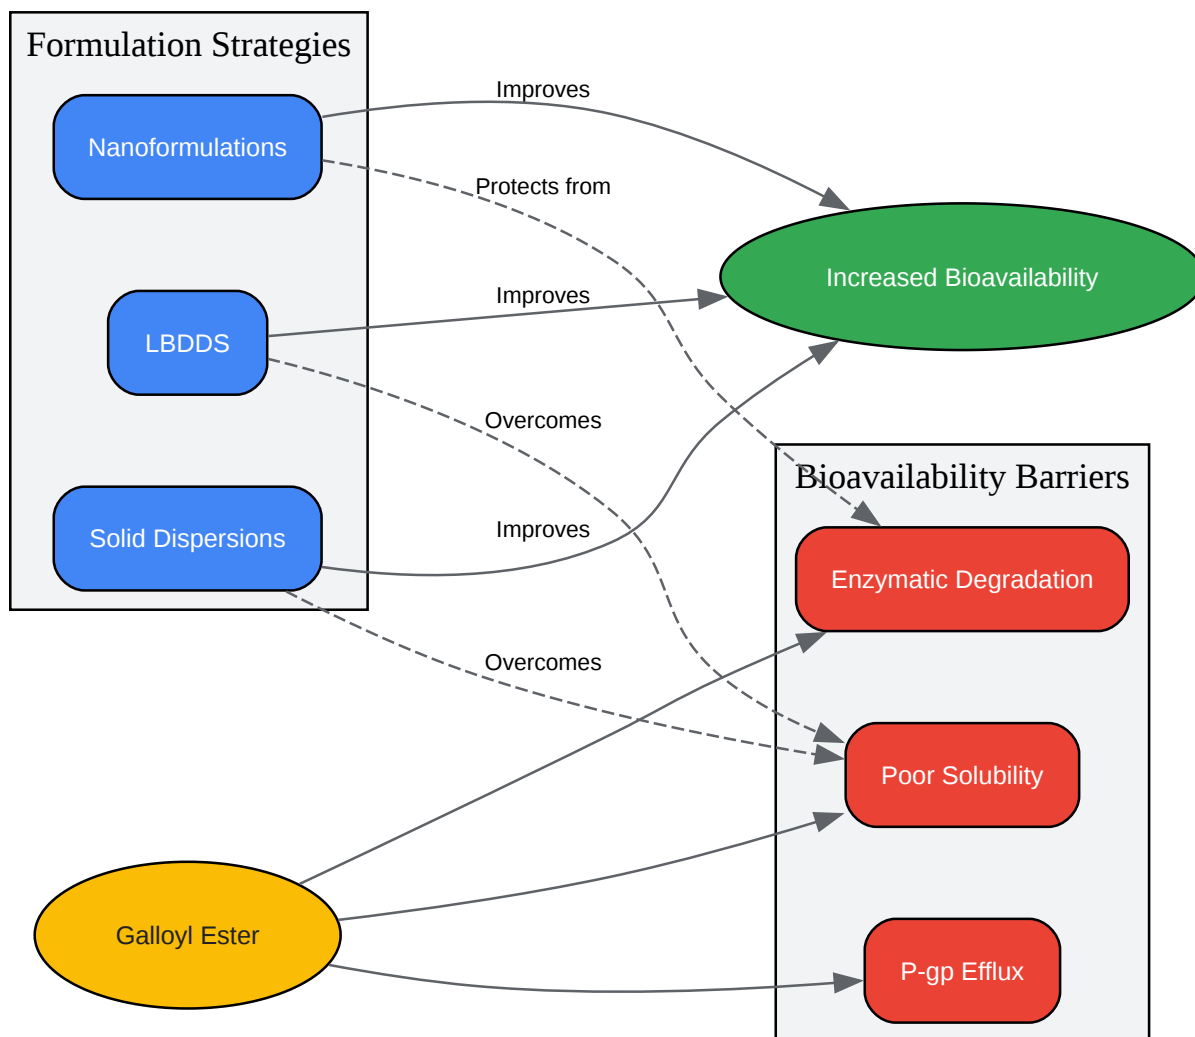 Formulation Strategies
Nanoformulations
LBDDS
Solid Dispersions
Improves
Protects from
Improves
Overcomes
Improves
Overcomes
Increased Bioavailability
Bioavailability Barriers
Enzymatic Degradation
Poor Solubility
P-gp Efflux
Galloyl Ester